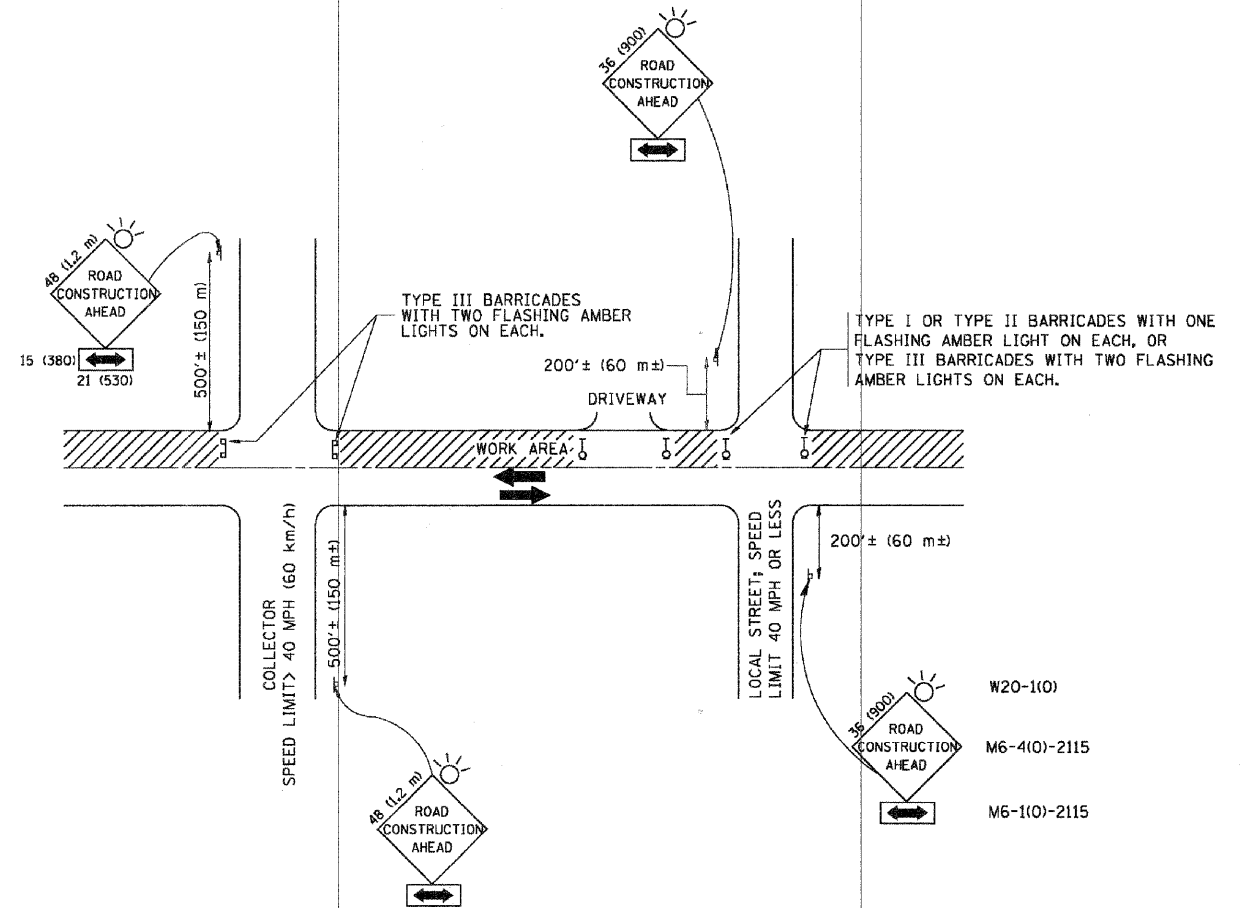 36 (900)
ROAD
CONSTRUCTION
AHEAD
48 (1.2 m)
ROAD
CONSTRUCTION
AHEAD
15 (380)
21 (530)
500'± (150 m)
TYPE III BARRICADES
WITH TWO FLASHING AMBER
LIGHTS ON EACH.
200'± (60 m±)
DRIVEWAY
TYPE I OR TYPE II BARRICADES WITH ONE
FLASHING AMBER LIGHT ON EACH, OR
TYPE III BARRICADES WITH TWO FLASHING
AMBER LIGHTS ON EACH.
WORK AREA
COLLECTOR
SPEED LIMIT> 40 MPH (60 km/h)
500'± (150 m±)
LOCAL STREET; SPEED
LIMIT 40 MPH OR LESS
200'± (60 m±)
36 (900)
ROAD
CONSTRUCTION
AHEAD
W20-1(O)
M6-4(O)-2115
M6-1(O)-2115
48 (1.2 m)
ROAD
CONSTRUCTION
AHEAD